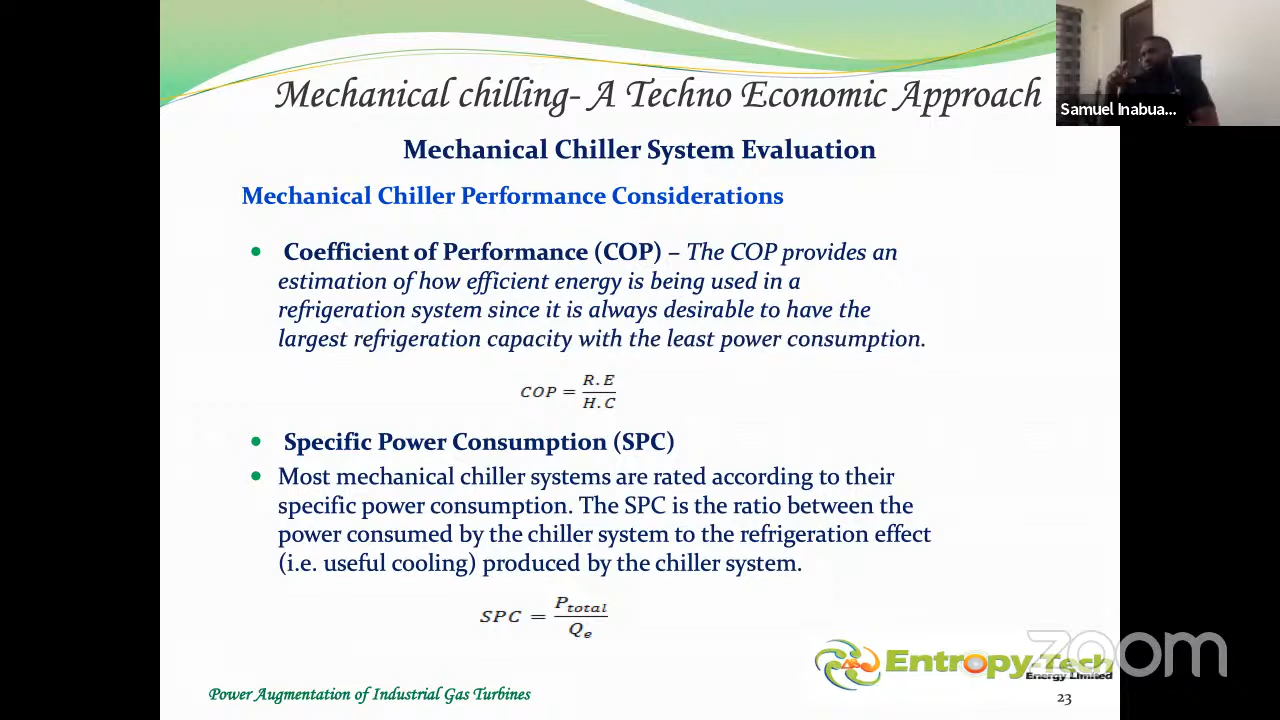 Mechanical chilling- A Techno Economic Approach
Samuel Inabua...
Mechanical Chiller System Evaluation
Mechanical Chiller Performance Considerations
• Coefficient of Performance (COP) – The COP provides an
estimation of how efficient energy is being used in a
refrigeration system since it is always desirable to have the
largest refrigeration capacity with the least power consumption.
COP = R.E / H.C
• Specific Power Consumption (SPC)
• Most mechanical chiller systems are rated according to their
specific power consumption. The SPC is the ratio between the
power consumed by the chiller system to the refrigeration effect
(i.e. useful cooling) produced by the chiller system.
SPC = P_total / Q_e
Entropy-Tech
Energy Limited
zoom
Power Augmentation of Industrial Gas Turbines
23